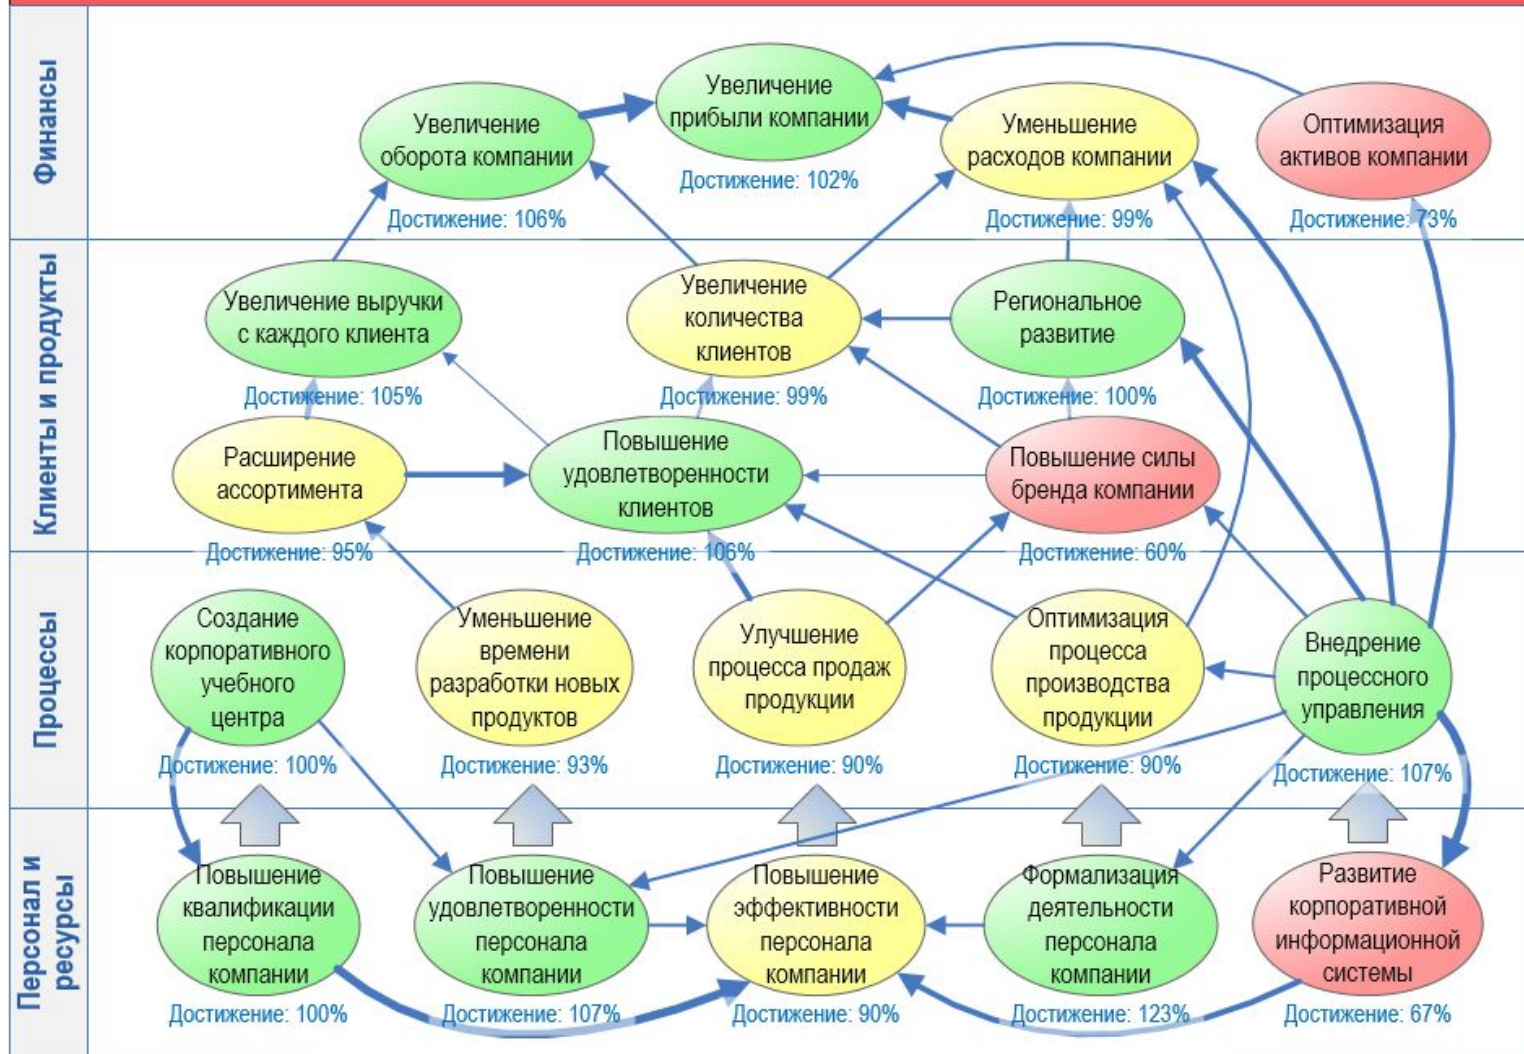 Финансы
Увеличение
прибыли компании
Достижение: 102%
Увеличение
оборота компании
Достижение: 106%
Уменьшение
расходов компании
Достижение: 99%
Оптимизация
активов компании
Достижение: 73%
Клиенты и продукты
Увеличение выручки
с каждого клиента
Достижение: 105%
Увеличение
количества
клиентов
Достижение: 99%
Региональное
развитие
Достижение: 100%
Расширение
ассортимента
Достижение: 95%
Повышение
удовлетворенности
клиентов
Достижение: 106%
Повышение силы
бренда компании
Достижение: 60%
Процессы
Создание
корпоративного
учебного
центра
Достижение: 100%
Уменьшение
времени
разработки новых
продуктов
Достижение: 93%
Улучшение
процесса продаж
продукции
Достижение: 90%
Оптимизация
процесса
производства
продукции
Достижение: 90%
Внедрение
процессного
управления
Достижение: 107%
Персонал и
ресурсы
Повышение
квалификации
персонала
компании
Достижение: 100%
Повышение
удовлетворенности
персонала
компании
Достижение: 107%
Повышение
эффективности
персонала
компании
Достижение: 90%
Формализация
деятельности
персонала
компании
Достижение: 123%
Развитие
корпоративной
информационной
системы
Достижение: 67%